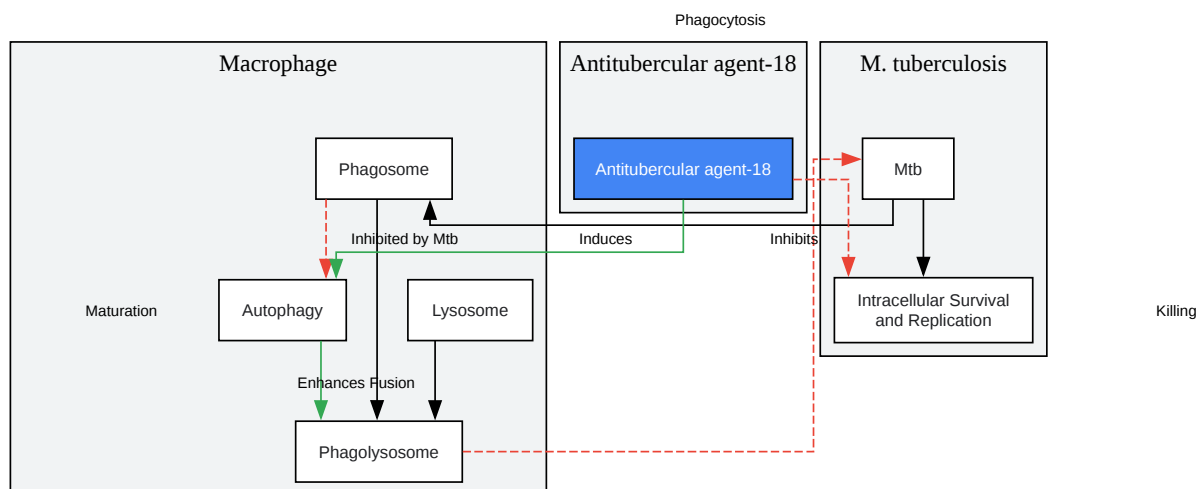 Phagocytosis
Macrophage
Antitubercular agent-18
M. tuberculosis
Phagosome
Antitubercular agent-18
Mtb
Inhibited by Mtb
Induces
Inhibits
Autophagy
Lysosome
Intracellular Survival
and Replication
Maturation
Killing
Enhances Fusion
Phagolysosome